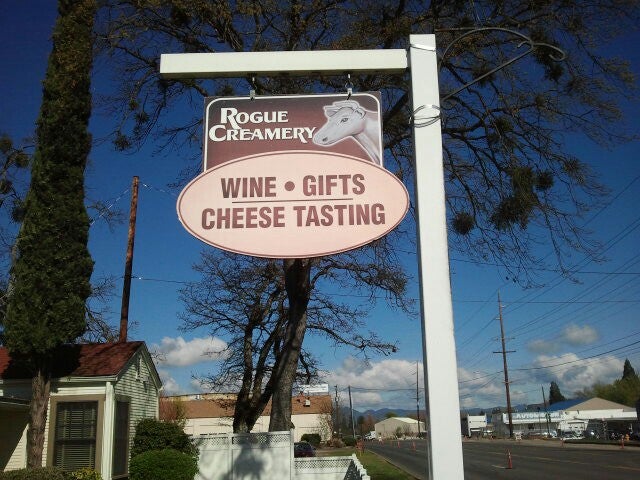 ROGUE
CREAMERY
WINE • GIFTS
CHEESE TASTING